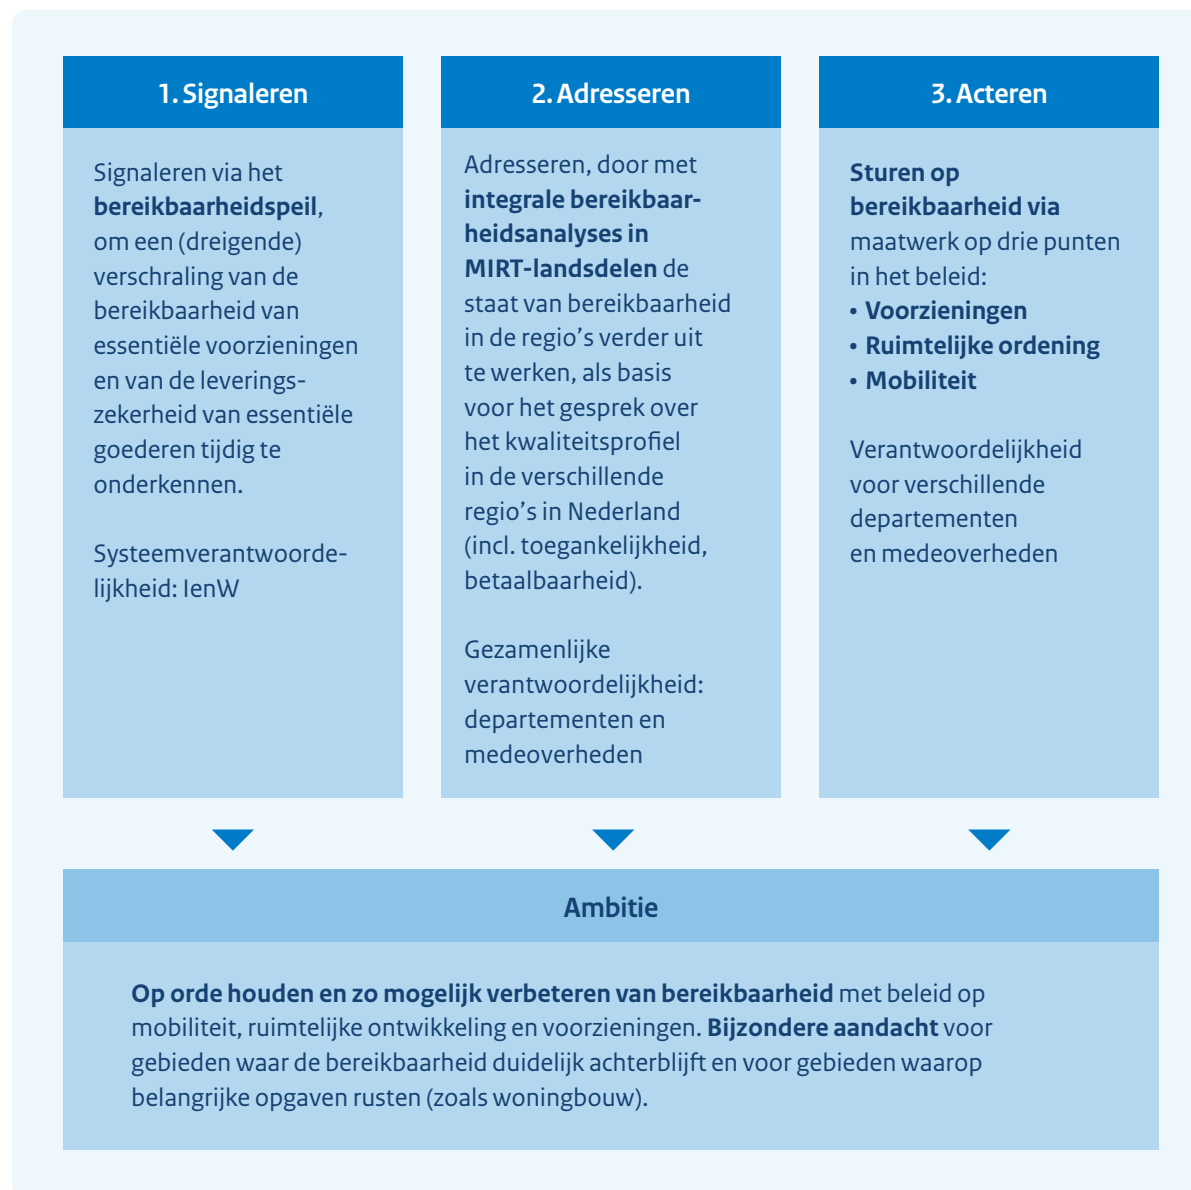 1. Signaleren
Signaleren via het
bereikbaarheidspeil,
om een (dreigende)
verschraling van de
bereikbaarheid van
essentiële voorzieningen
en van de leverings-
zekerheid van essentiële
goederen tijdig te
onderkennen.
Systeemverantwoorde-
lijkheid: IenW
2. Adresseren
Adresseren, door met
integrale bereikbaar-
heidsanalyses in
MIRT-landsdelen de
staat van bereikbaarheid
in de regio’s verder uit
te werken, als basis
voor het gesprek over
het kwaliteitsprofiel
in de verschillende
regio’s in Nederland
(incl. toegankelijkheid,
betaalbaarheid).
Gezamenlijke
verantwoordelijkheid:
departementen en
medeoverheden
3. Acteren
Sturen op
bereikbaarheid via
maatwerk op drie punten
in het beleid:
• Voorzieningen
• Ruimtelijke ordening
• Mobiliteit
Verantwoordelijkheid
voor verschillende
departementen
en medeoverheden
Ambitie
Op orde houden en zo mogelijk verbeteren van bereikbaarheid met beleid op
mobiliteit, ruimtelijke ontwikkeling en voorzieningen. Bijzondere aandacht voor
gebieden waar de bereikbaarheid duidelijk achterblijft en voor gebieden waarop
belangrijke opgaven rusten (zoals woningbouw).